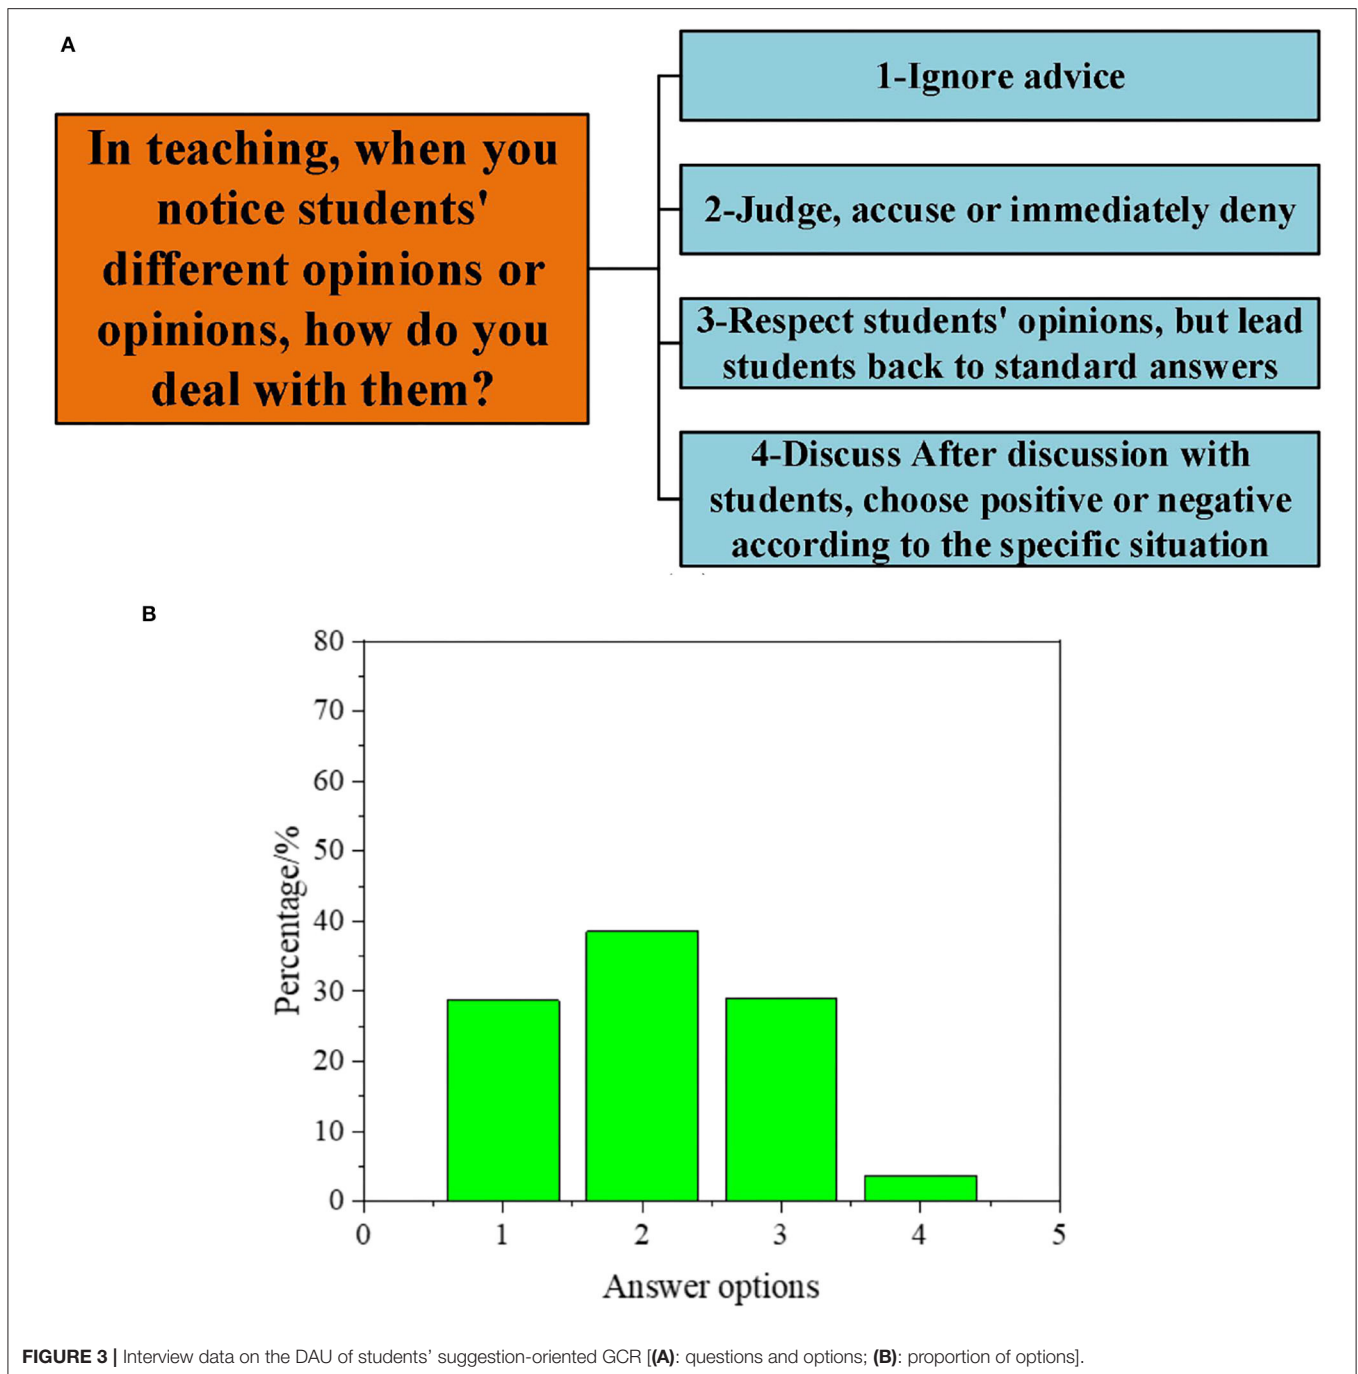 A
In teaching, when you
notice students'
different opinions or
opinions, how do you
deal with them?
1-Ignore advice
2-Judge, accuse or immediately deny
3-Respect students' opinions, but lead
students back to standard answers
4-Discuss After discussion with
students, choose positive or negative
according to the specific situation
B
80
70
60
50
40
30
20
10
0
Percentage/%
0 1 2 3 4 5
Answer options
FIGURE 3 | Interview data on the DAU of students’ suggestion-oriented GCR [(A): questions and options; (B): proportion of options].